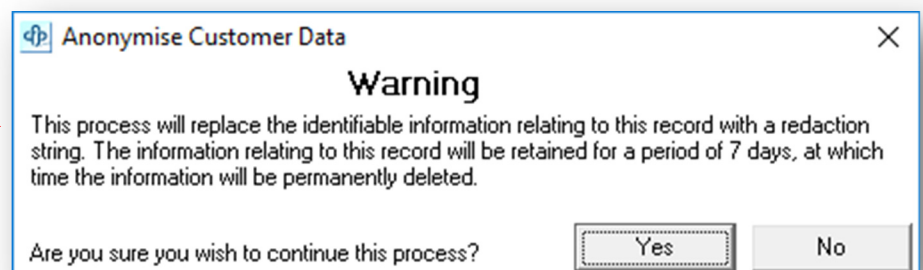 Anonymise Customer Data
Warning
This process will replace the identifiable information relating to this record with a redaction
string. The information relating to this record will be retained for a period of 7 days, at which
time the information will be permanently deleted.
Are you sure you wish to continue this process?
Yes
No